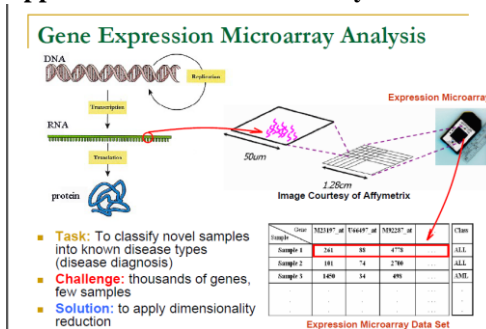 Gene Expression Microarray Analysis
DNA
Replication
Transcription
RNA
Translation
protein
Expression Microarray
50um
1.28cm
Image Courtesy of Affymetrix
Task: To classify novel samples
into known disease types
(disease diagnosis)
Challenge: thousands of genes,
few samples
Solution: to apply dimensionality
reduction
Gene M23197_at U66497_at M92287_at Class
Sample
Sample 1 261 88 4778 .... ALL
Sample 2 101 74 2700 .... ALL
Sample 3 1450 34 498 .... AML
Expression Microarray Data Set